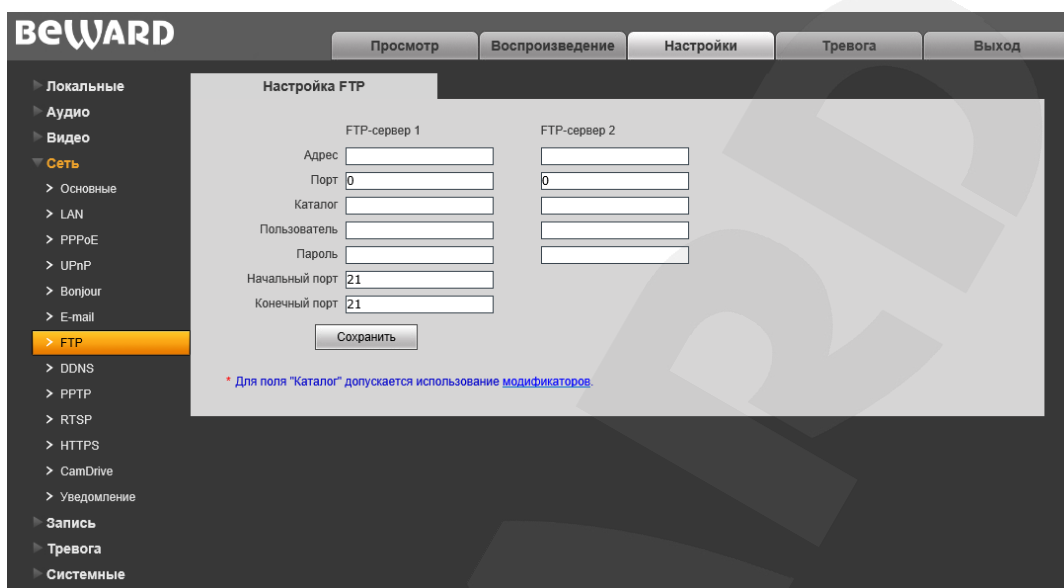 BEWARD
Просмотр Воспроизведение Настройки Тревога Выход
Локальные
Аудио
Видео
Сеть
Основные
LAN
PPPoE
UPnP
Bonjour
E-mail
FTP
DDNS
PPTP
RTSP
HTTPS
CamDrive
Уведомление
Запись
Тревога
Системные
Настройка FTP
FTP-сервер 1 FTP-сервер 2
Адрес
Порт 0 0
Каталог
Пользователь
Пароль
Начальный порт 21
Конечный порт 21
Сохранить
* Для поля "Каталог" допускается использование модификаторов.